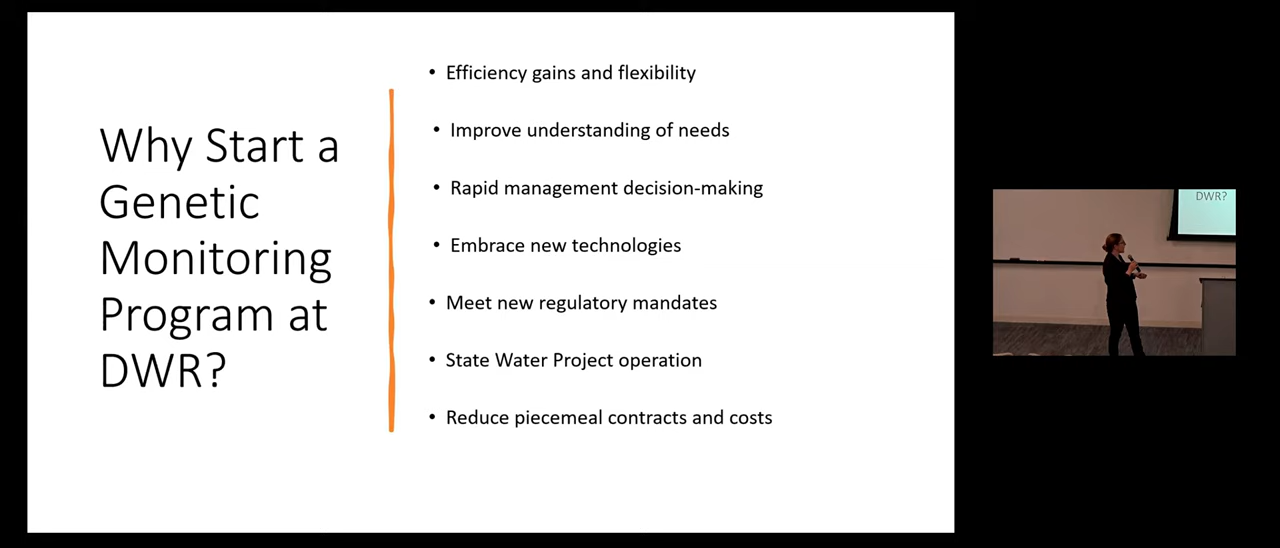 Why Start a
Genetic
Monitoring
Program at
DWR?
• Efficiency gains and flexibility
• Improve understanding of needs
• Rapid management decision-making
• Embrace new technologies
• Meet new regulatory mandates
• State Water Project operation
• Reduce piecemeal contracts and costs
DWR?